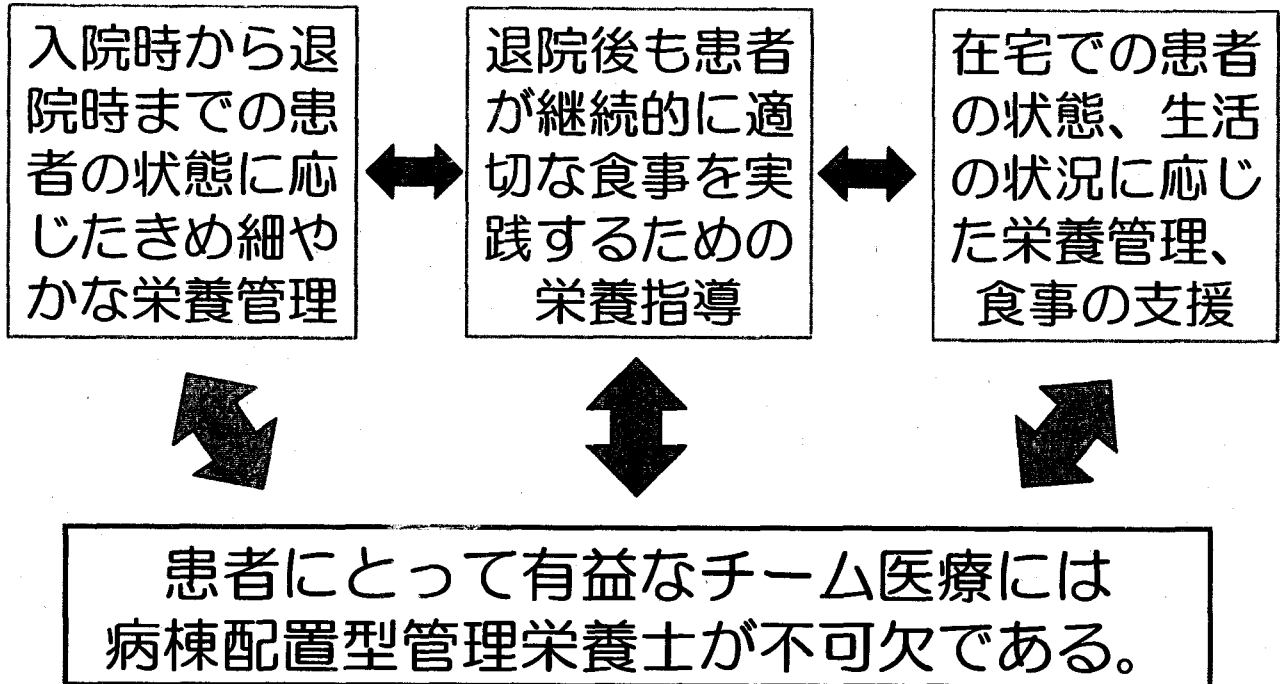 入院時から退
院時までの患
者の状態に応
じたきめ細や
かな栄養管理
退院後も患者
が継続的に適
切な食事を実
践するための
栄養指導
在宅での患者
の状態、生活
の状況に応じ
た栄養管理、
食事の支援
患者にとって有益なチーム医療には
病棟配置型管理栄養士が不可欠である。